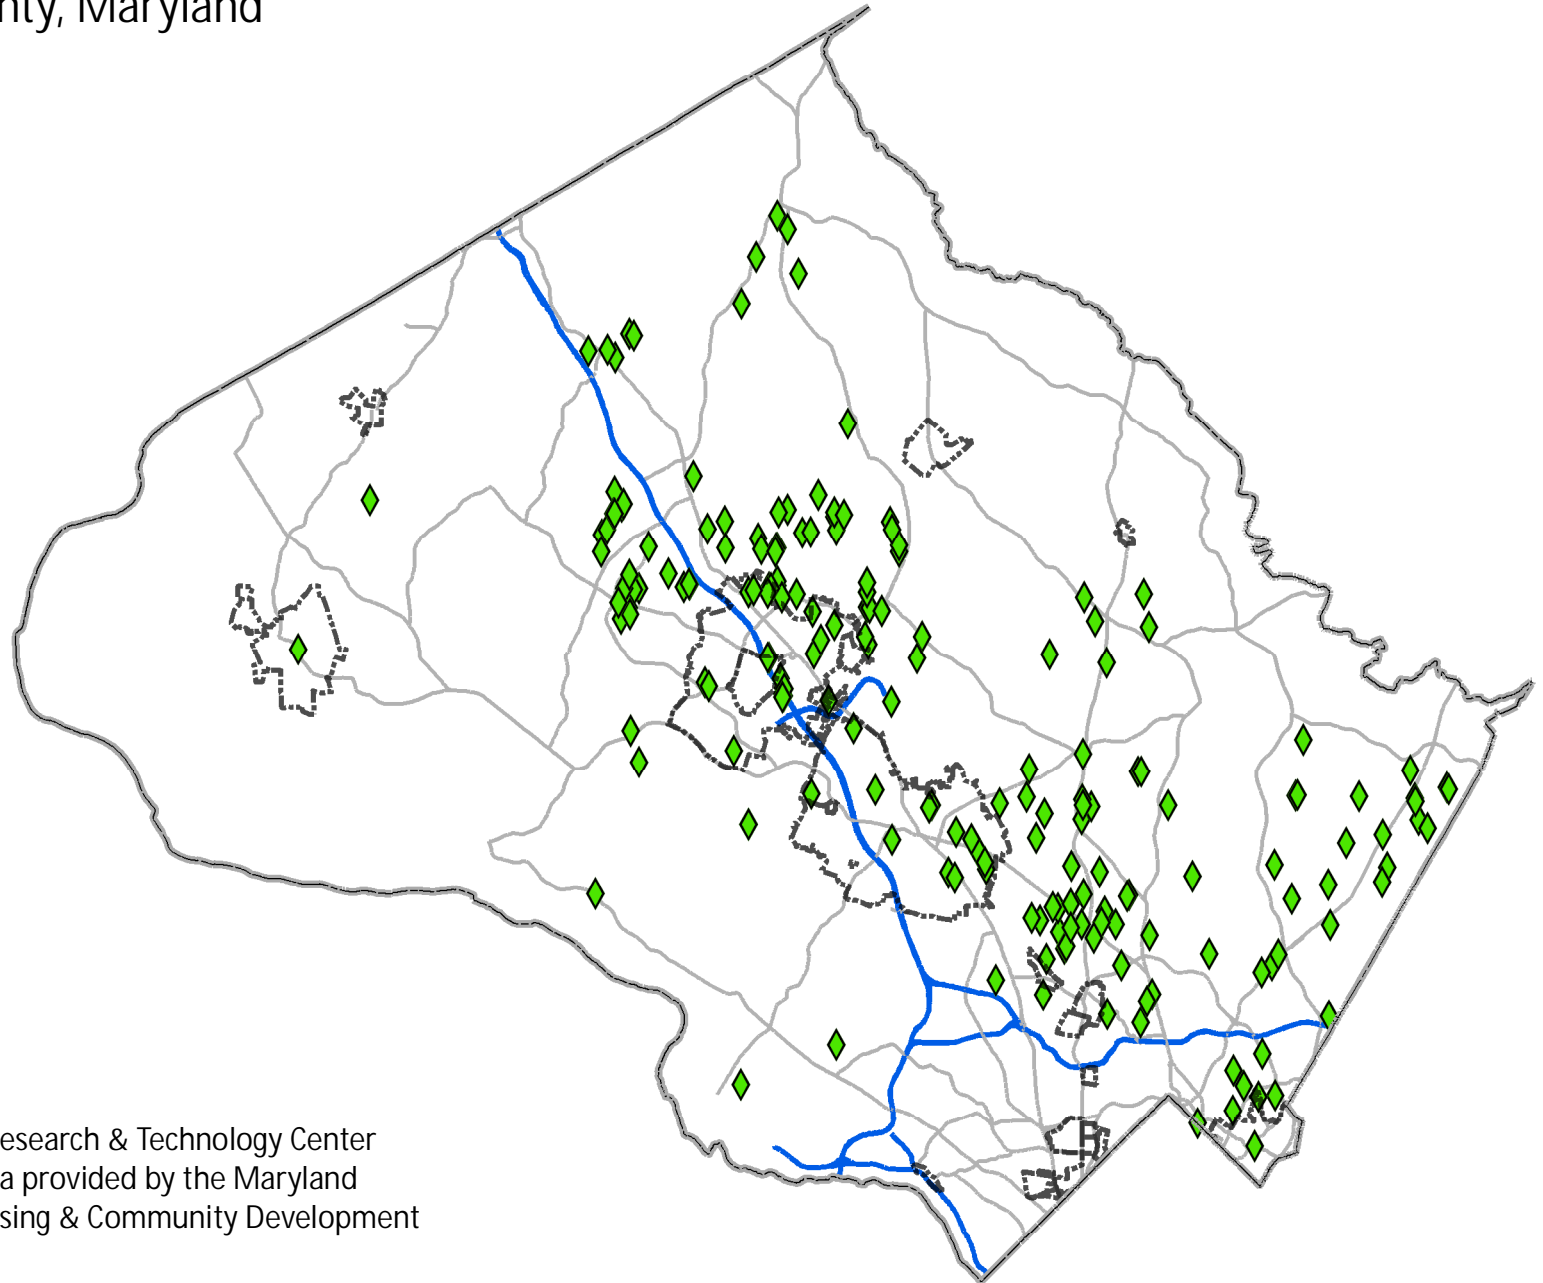 nty, Maryland
esearch & Technology Center
a provided by the Maryland
sing & Community Development